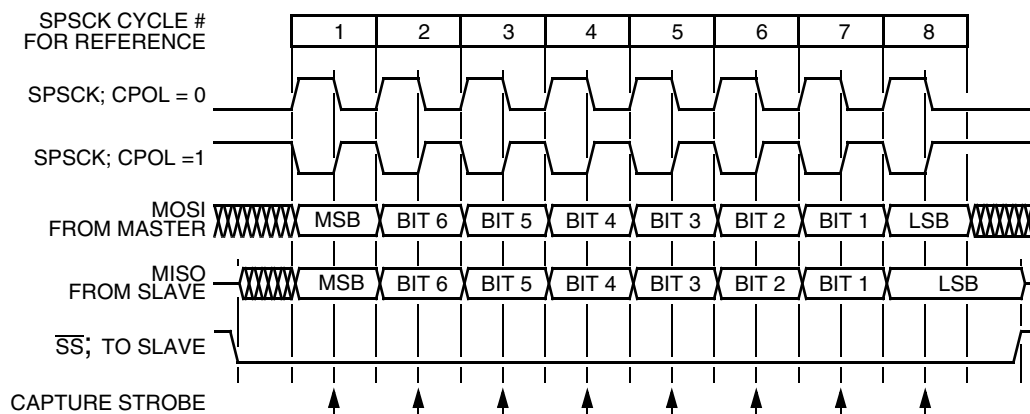 SPSCK CYCLE #
FOR REFERENCE
1 2 3 4 5 6 7 8
SPSCK; CPOL = 0
SPSCK; CPOL =1
MOSI
FROM MASTER
MSB BIT 6 BIT 5 BIT 4 BIT 3 BIT 2 BIT 1 LSB
MISO
FROM SLAVE
MSB BIT 6 BIT 5 BIT 4 BIT 3 BIT 2 BIT 1 LSB
S̅S̅; TO SLAVE
CAPTURE STROBE